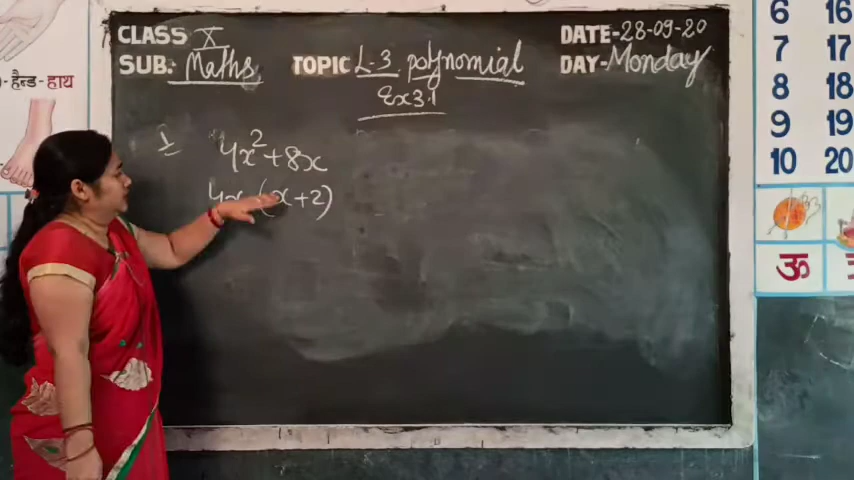 CLASS X
SUB. Maths
TOPIC L-3 polynomial
Ex 3.1
DATE-28-09-20
DAY-Monday
1
4x²+8x
4x (x+2)
हैन्ड - हाथ
6 16
7 17
8 18
9 19
10 20
ऊ